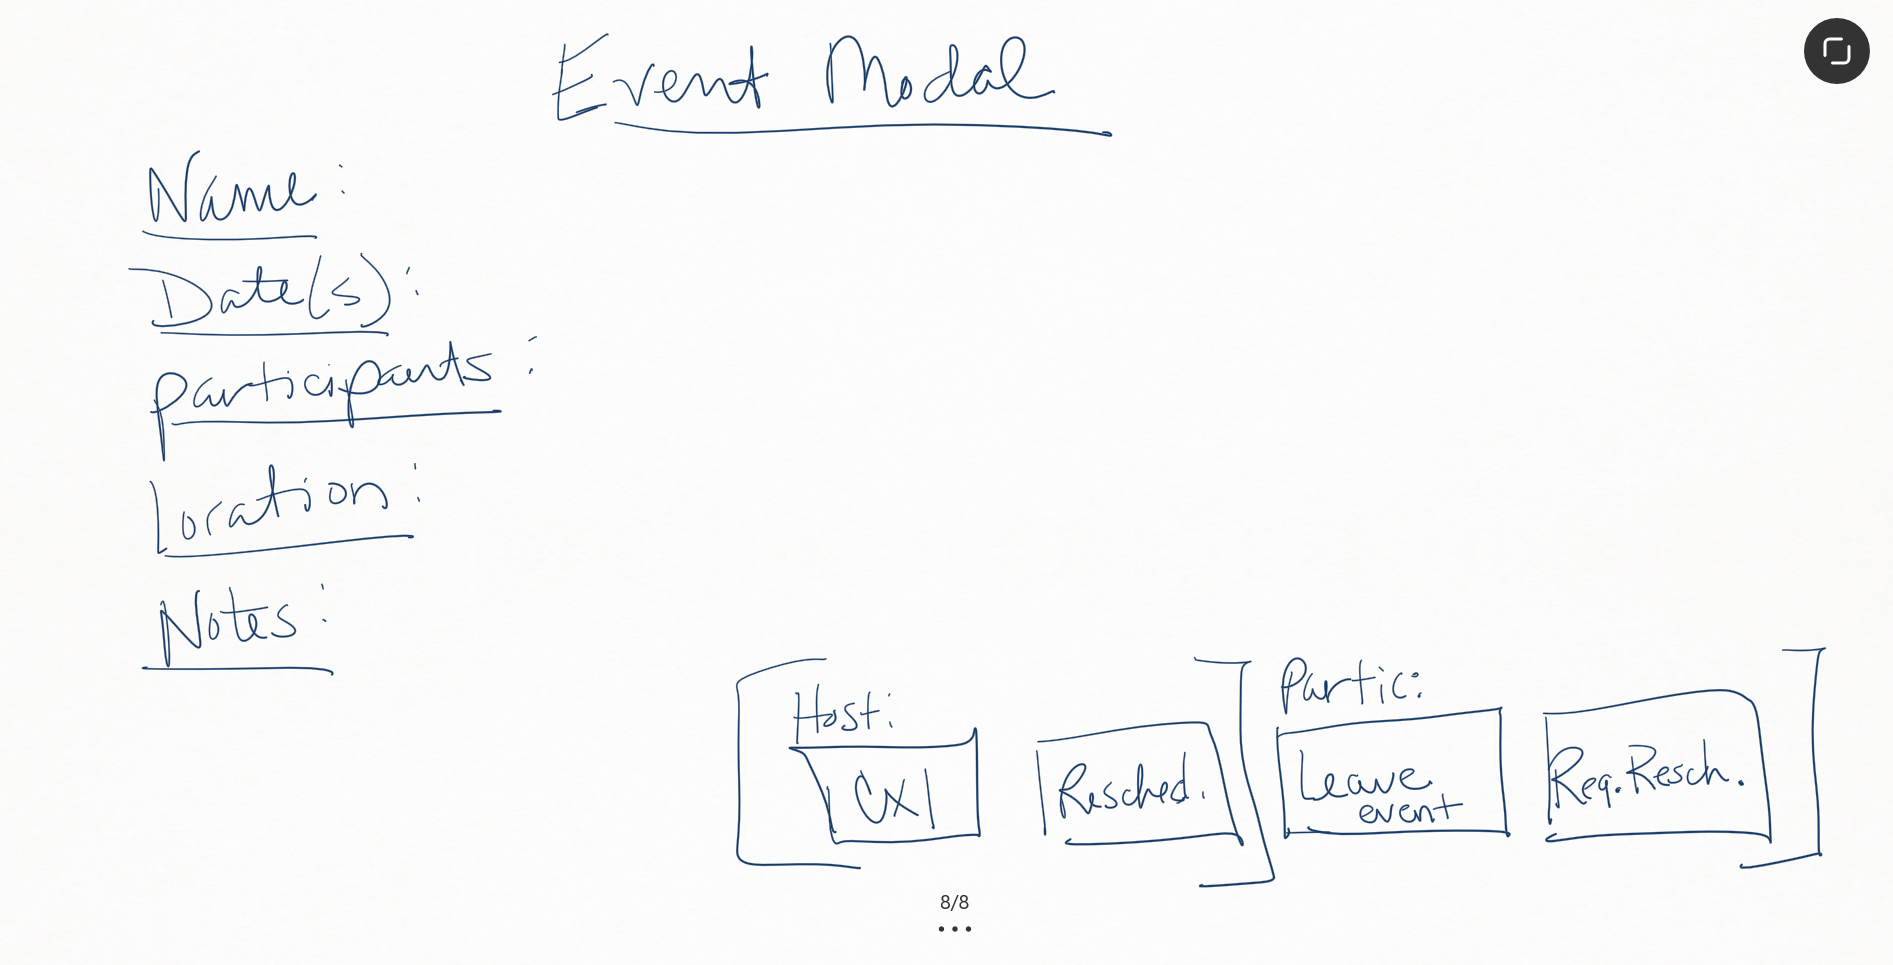 Event Modal
Name:
Date(s):
Participants:
Location:
Notes:
Host:
Partic:
CXl
Resched.
Leave
event
Req. Resch.
8/8